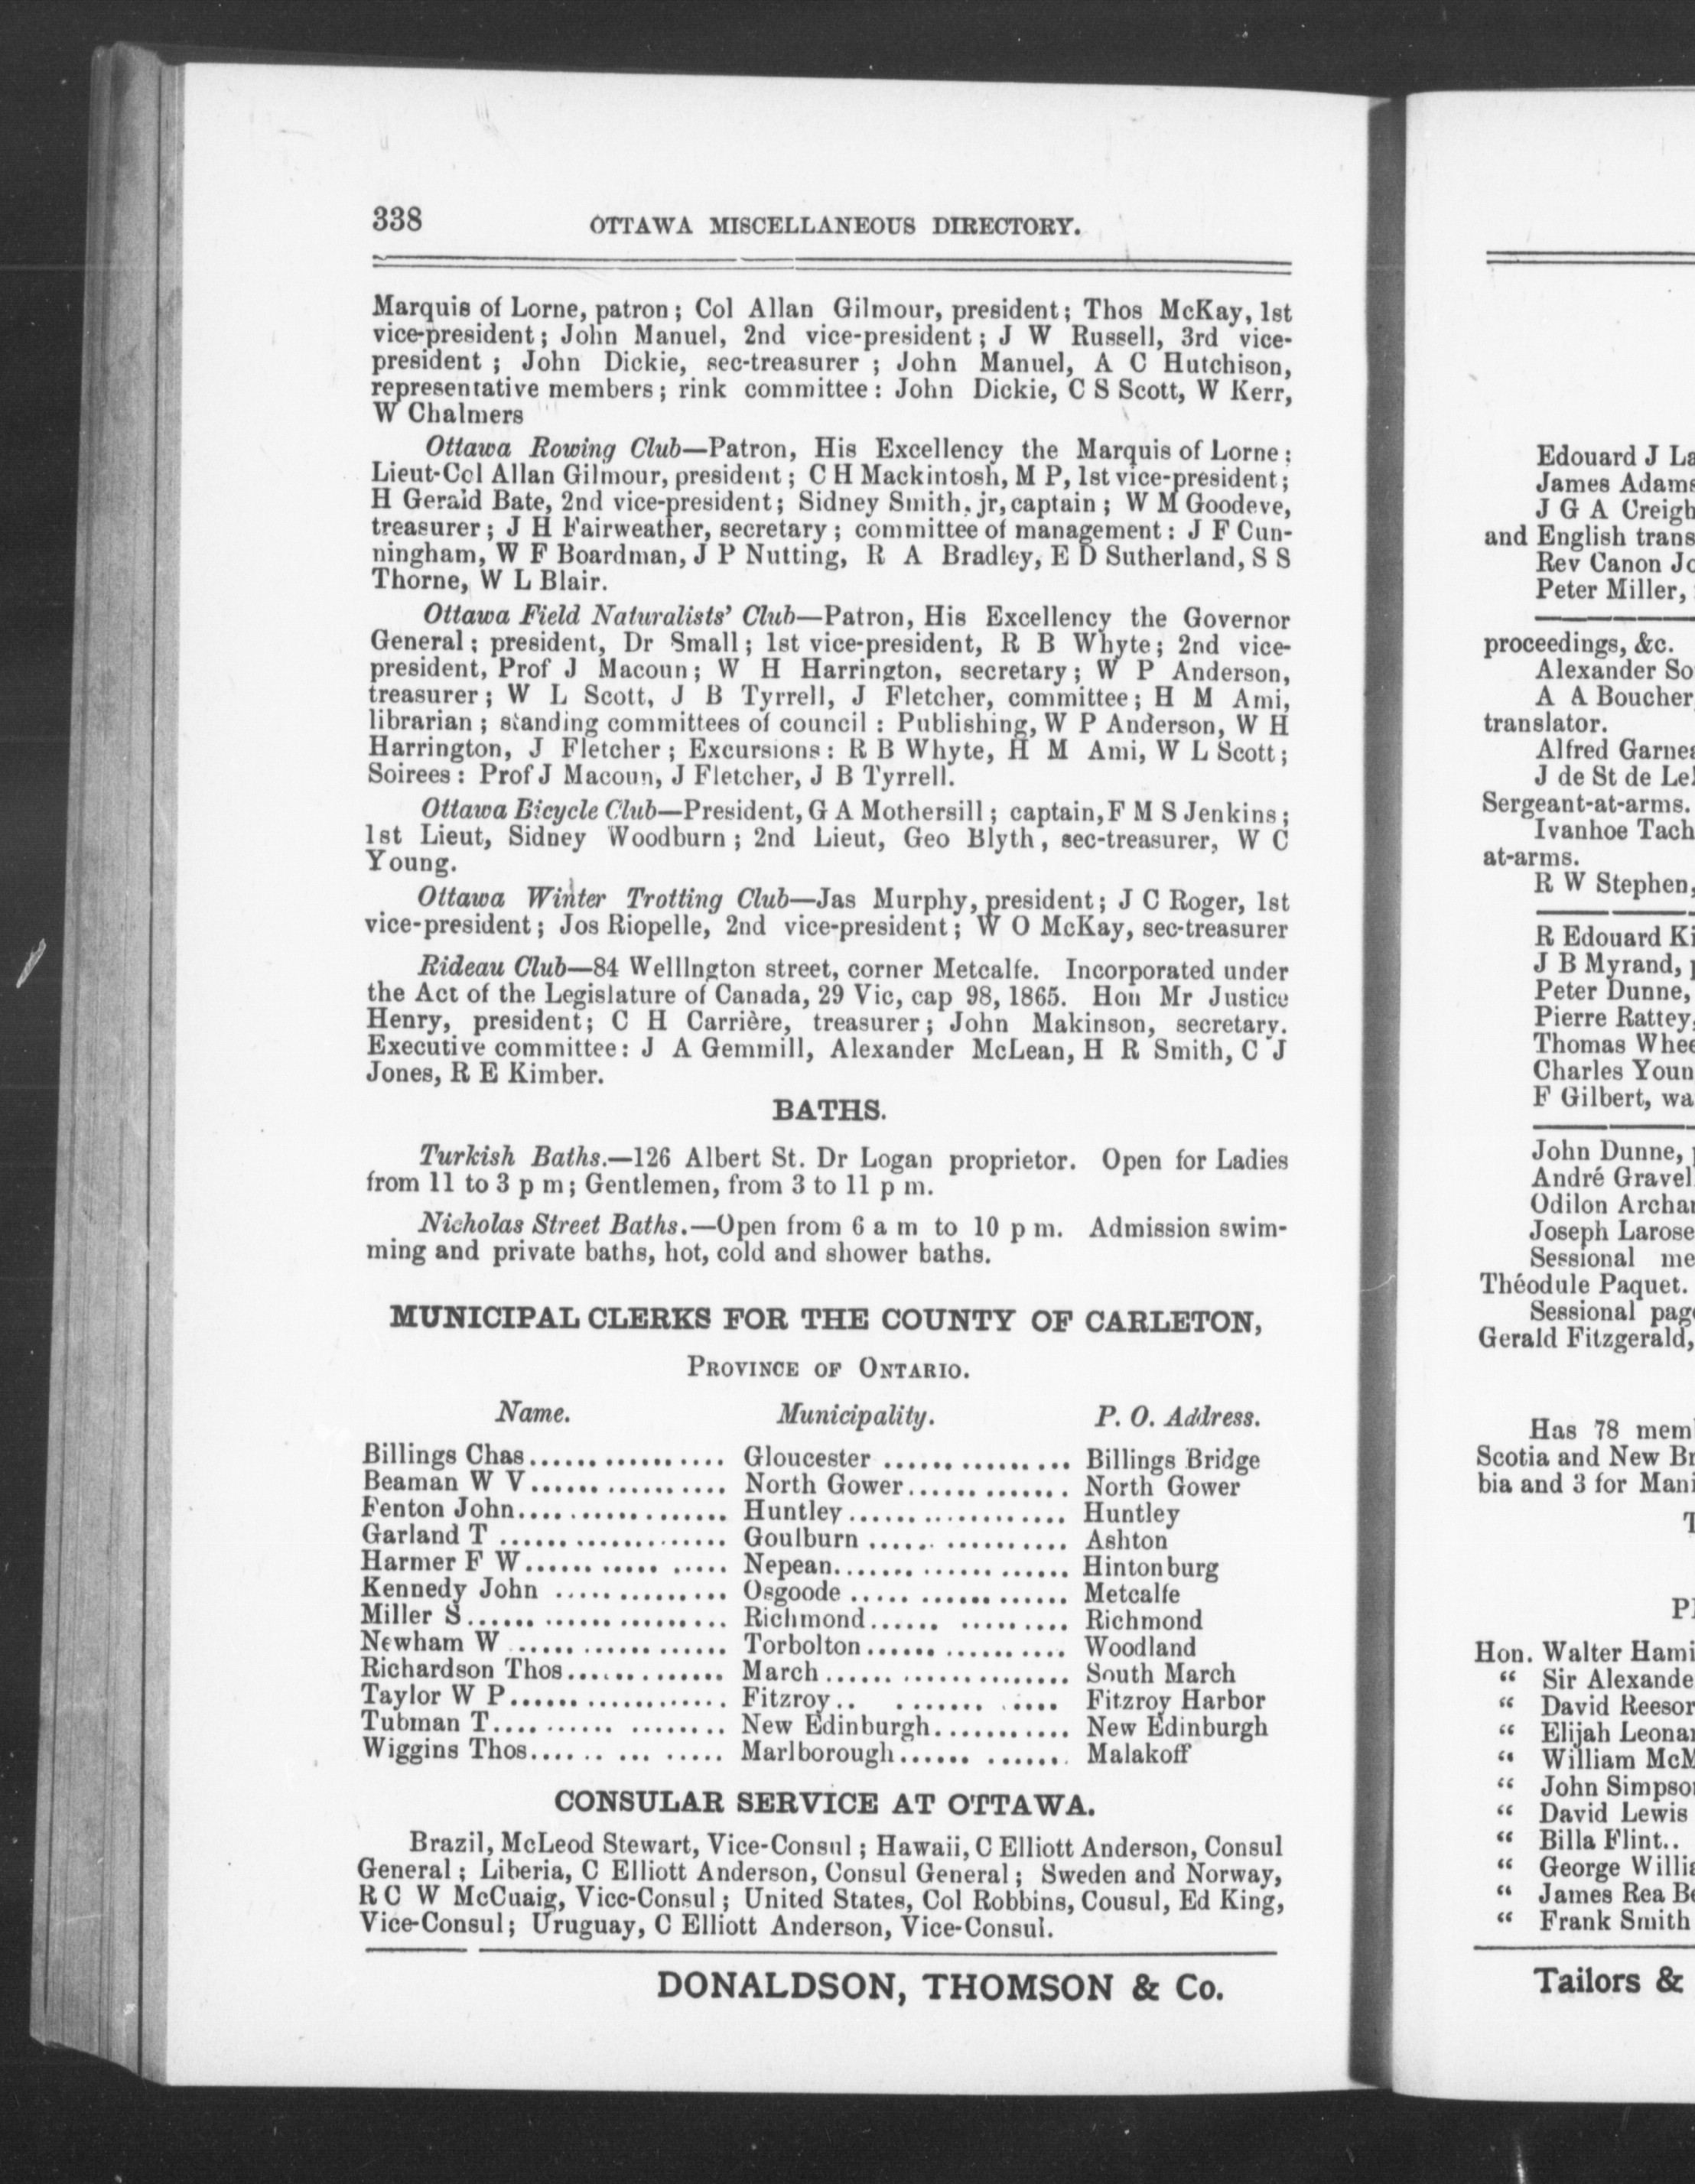 338 OTTAWA MISCELLANEOUS DIRECTORY.
Marquis of Lorne, patron; Col Allan Gilmour, president; Thos McKay, 1st
vice-president; John Manuel, 2nd vice-president; J W Russell, 3rd vice-
president ; John Dickie, sec-treasurer ; John Manuel, A C Hutchison,
representative members; rink committee: John Dickie, C S Scott, W Kerr,
W Chalmers
Ottawa Rowing Club—Patron, His Excellency the Marquis of Lorne;
Lieut-Col Allan Gilmour, president; C H Mackintosh, M P, 1st vice-president;
H Gerald Bate, 2nd vice-president; Sidney Smith, jr, captain; W M Goodeve,
treasurer; J H Fairweather, secretary; committee of management: J F Cun-
ningham, W F Boardman, J P Nutting, R A Bradley, E D Sutherland, S S
Thorne, W L Blair.
Ottawa Field Naturalists' Club—Patron, His Excellency the Governor
General; president, Dr Small; 1st vice-president, R B Whyte; 2nd vice-
president, Prof J Macoun; W H Harrington, secretary; W P Anderson,
treasurer; W L Scott, J B Tyrrell, J Fletcher, committee; H M Ami,
librarian; standing committees of council : Publishing, W P Anderson, W H
Harrington, J Fletcher; Excursions: R B Whyte, H M Ami, W L Scott;
Soirees: Prof J Macoun, J Fletcher, J B Tyrrell.
Ottawa Bicycle Club—President, G A Mothersill; captain, F M S Jenkins;
1st Lieut, Sidney Woodburn; 2nd Lieut, Geo Blyth, sec-treasurer, W C
Young.
Ottawa Winter Trotting Club—Jas Murphy, president; J C Roger, 1st
vice-president; Jos Riopelle, 2nd vice-president; W O McKay, sec-treasurer
Rideau Club—84 Welllngton street, corner Metcalfe. Incorporated under
the Act of the Legislature of Canada, 29 Vic, cap 98, 1865. Hon Mr Justice
Henry, president; C H Carrière, treasurer; John Makinson, secretary.
Executive committee: J A Gemmill, Alexander McLean, H R Smith, C J
Jones, R E Kimber.
BATHS.
Turkish Baths.—126 Albert St. Dr Logan proprietor. Open for Ladies
from 11 to 3 p m; Gentlemen, from 3 to 11 p m.
Nicholas Street Baths.—Open from 6 a m to 10 p m. Admission swim-
ming and private baths, hot, cold and shower baths.
MUNICIPAL CLERKS FOR THE COUNTY OF CARLETON,
PROVINCE OF ONTARIO.
Name. Municipality. P. O. Address.
Billings Chas.................. Gloucester .................. Billings Bridge
Beaman W V.................. North Gower.................. North Gower
Fenton John.................. Huntley.................. Huntley
Garland T .................. Goulburn .................. Ashton
Harmer F W.................. Nepean.................. Hintonburg
Kennedy John .................. Osgoode .................. Metcalfe
Miller S.................. Richmond.................. Richmond
Newham W .................. Torbolton.................. Woodland
Richardson Thos.................. March.................. South March
Taylor W P.................. Fitzroy.................. Fitzroy Harbor
Tubman T.................. New Edinburgh............ New Edinburgh
Wiggins Thos.................. Marlborough............. Malakoff
CONSULAR SERVICE AT OTTAWA.
Brazil, McLeod Stewart, Vice-Consul; Hawaii, C Elliott Anderson, Consul
General; Liberia, C Elliott Anderson, Consul General; Sweden and Norway,
R C W McCuaig, Vice-Consul; United States, Col Robbins, Cousul, Ed King,
Vice-Consul; Uruguay, C Elliott Anderson, Vice-Consul.
DONALDSON, THOMSON & Co.
Edouard J
James Adams
J G A
and English
Rev Canon
Peter Miller,
proceedings, &c.
Alexander
A A Boucher,
translator.
Alfred
J de St de
Sergeant-at-arms.
Ivanhoe
at-arms.
R W Stephen,
R Edouard
J B Myrand,
Peter Dunne,
Pierre Rattey,
Thomas
Charles
F Gilbert,
John Dunne,
André
Odilon
Joseph Larose
Sessional
Théodule Paquet.
Sessional
Gerald Fitzgerald,
Has 78
Scotia and New
bia and 3 for
Hon. Walter
“ Sir
“ David Reesor
“ Elijah
“ William
“ John
“ David Lewis
“ Billa Flint..
“ George
“ James Rea
“ Frank Smith
Tailors &